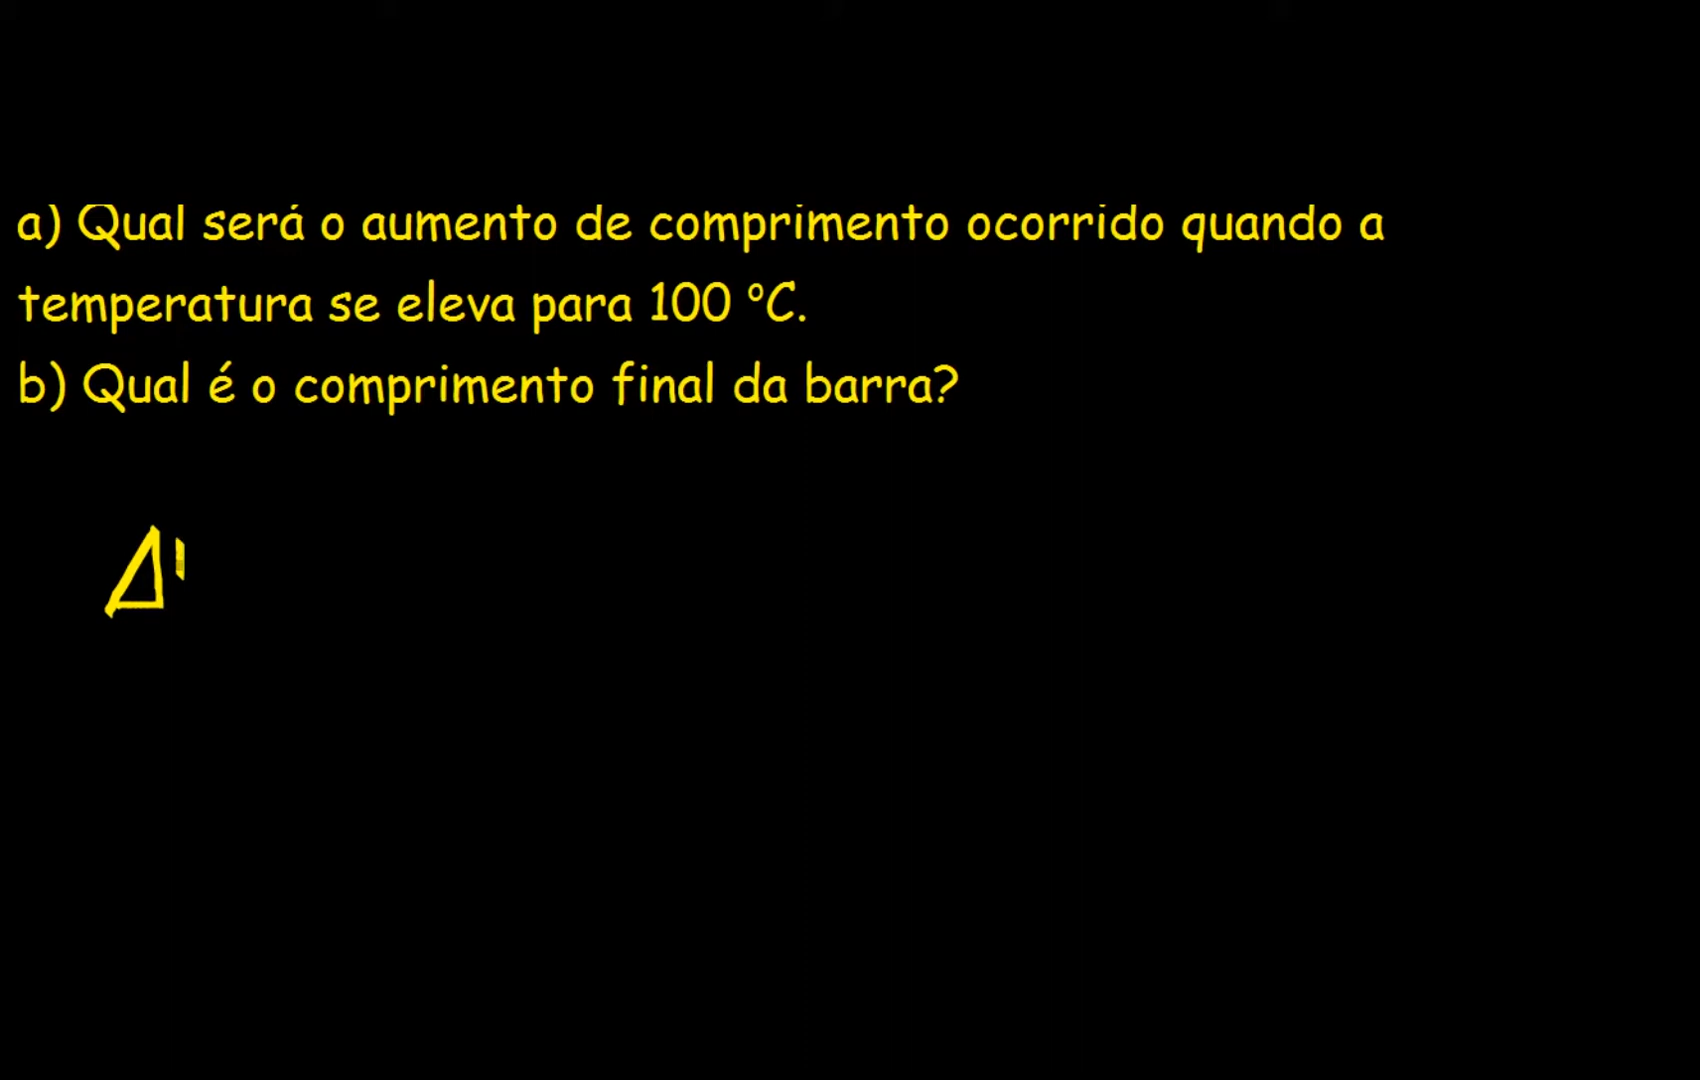 a) Qual será o aumento de comprimento ocorrido quando a
temperatura se eleva para 100 °C.
b) Qual é o comprimento final da barra?
Δ